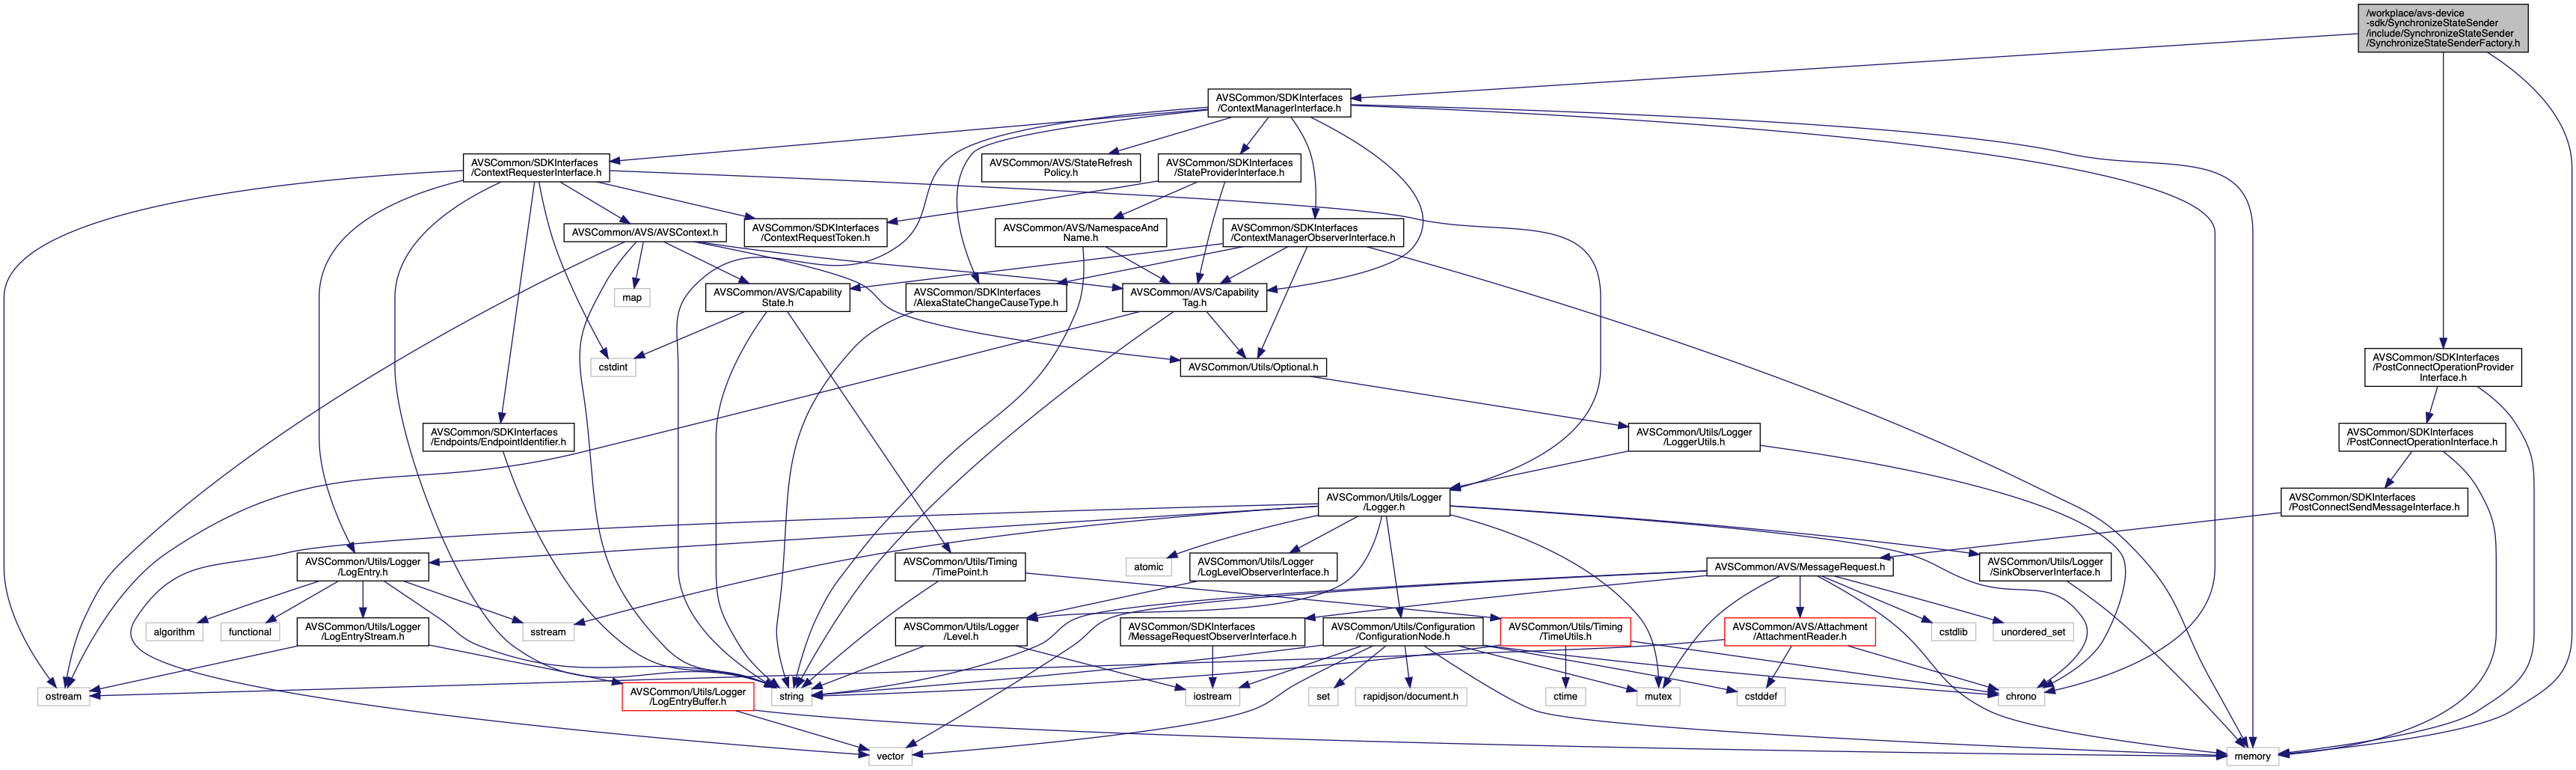 /workplace/avs-device
-sdk/SynchronizeStateSender
/include/SynchronizeStateSender
/SynchronizeStateSenderFactory.h
AVSCommon/SDKInterfaces
/ContextManagerInterface.h
AVSCommon/SDKInterfaces
/ContextRequesterInterface.h
AVSCommon/AVS/StateRefresh
Policy.h
AVSCommon/SDKInterfaces
/StateProviderInterface.h
AVSCommon/AVS/AVSContext.h
AVSCommon/SDKInterfaces
/ContextRequestToken.h
AVSCommon/AVS/NamespaceAnd
Name.h
AVSCommon/SDKInterfaces
/ContextManagerObserverInterface.h
map
AVSCommon/AVS/Capability
State.h
AVSCommon/SDKInterfaces
/AlexaStateChangeCauseType.h
AVSCommon/AVS/Capability
Tag.h
cstdint
AVSCommon/Utils/Optional.h
AVSCommon/SDKInterfaces
/PostConnectOperationProvider
Interface.h
AVSCommon/SDKInterfaces
/Endpoints/EndpointIdentifier.h
AVSCommon/Utils/Logger
/LoggerUtils.h
AVSCommon/SDKInterfaces
/PostConnectOperationInterface.h
AVSCommon/Utils/Logger
/Logger.h
AVSCommon/SDKInterfaces
/PostConnectSendMessageInterface.h
AVSCommon/Utils/Logger
/LogEntry.h
AVSCommon/Utils/Timing
/TimePoint.h
atomic
AVSCommon/Utils/Logger
/LogLevelObserverInterface.h
AVSCommon/AVS/MessageRequest.h
AVSCommon/Utils/Logger
/SinkObserverInterface.h
algorithm
functional
AVSCommon/Utils/Logger
/LogEntryStream.h
sstream
AVSCommon/Utils/Logger
/Level.h
AVSCommon/SDKInterfaces
/MessageRequestObserverInterface.h
AVSCommon/Utils/Configuration
/ConfigurationNode.h
AVSCommon/Utils/Timing
/TimeUtils.h
AVSCommon/AVS/Attachment
/AttachmentReader.h
cstdlib
unordered_set
ostream
AVSCommon/Utils/Logger
/LogEntryBuffer.h
string
iostream
set
rapidjson/document.h
ctime
mutex
cstddef
chrono
vector
memory